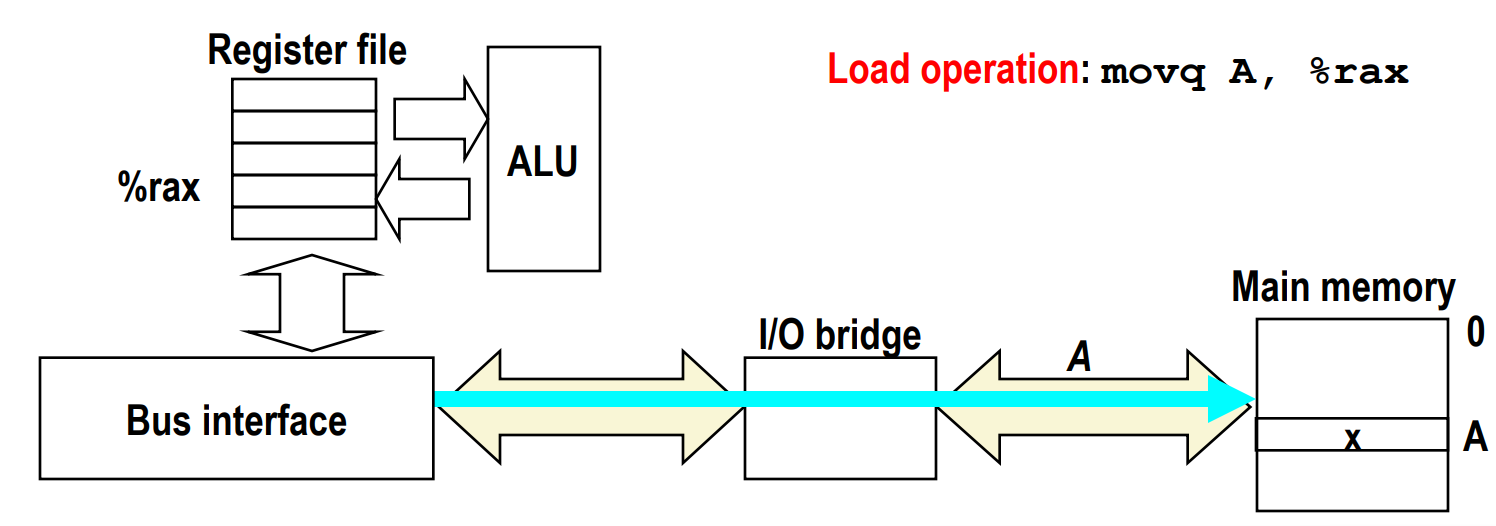 Register file
Load operation: movq A, %rax
ALU
%rax
Main memory
I/O bridge
0
A
Bus interface
x
A